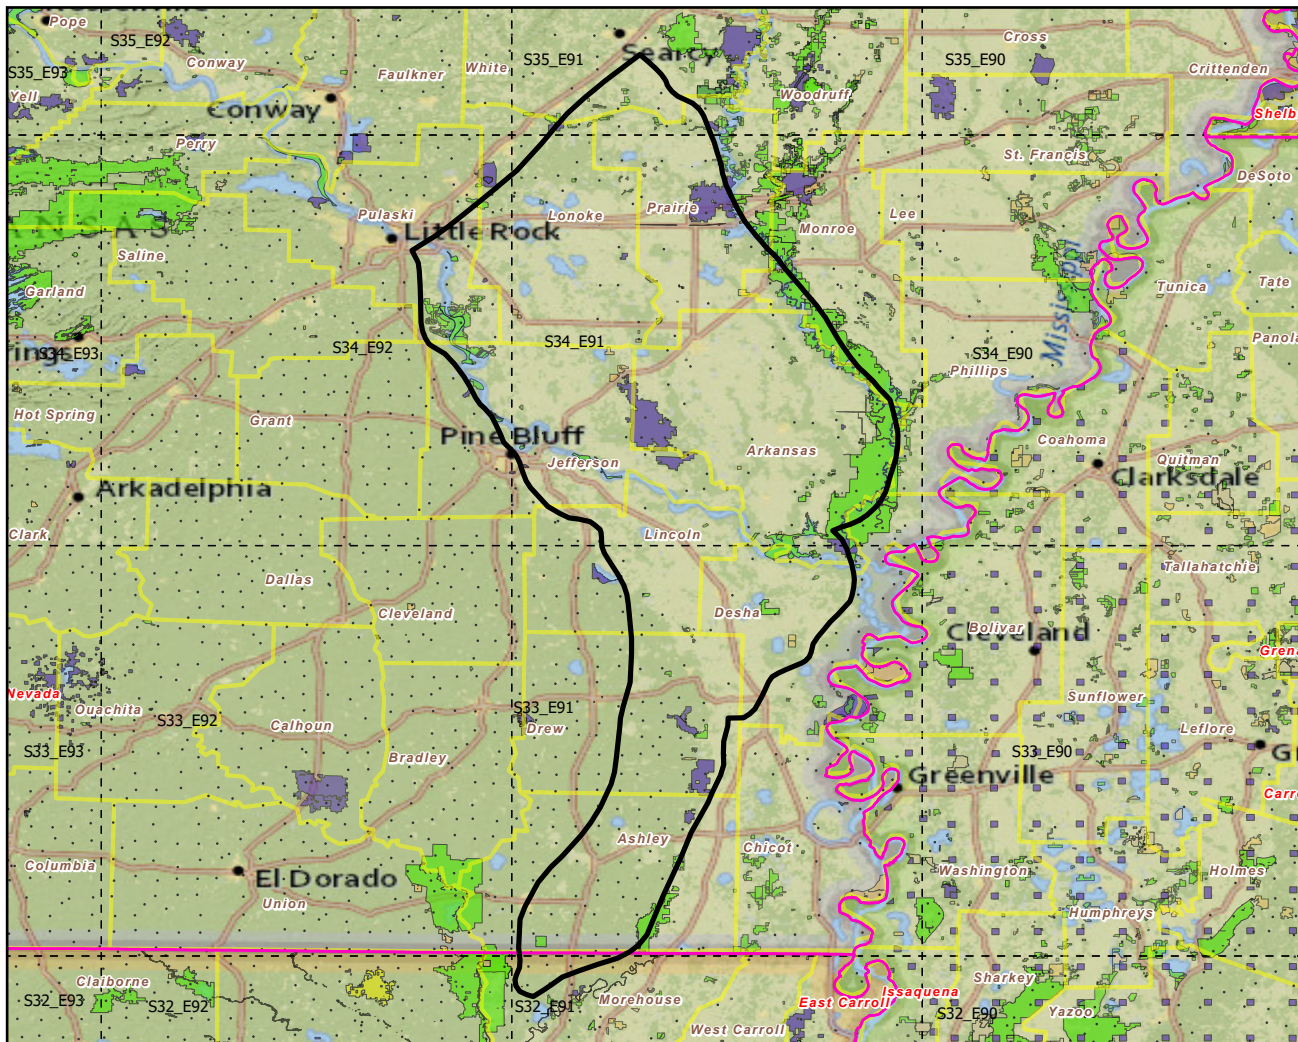 Pope
S35_E92
Conway
Faulkner
White
S35_E91
Searcy
Cross
S35_E90
Crittenden
S35_E93
Yell
Conway
Woodruff
Shelb
Perry
St. Francis
DeSoto
Pulaski
Lonoke
Prairie
Lee
Little Rock
Monroe
NSAS
Saline
Garland
Tunica
Tate
Mississippi
S34_E93
S34_E92
S34_E91
S34_E90
Panola
Phillips
Hot Spring
Grant
Pine Bluff
Jefferson
Arkansas
Coahoma
Quitman
Clarksdale
Arkadelphia
Clark
Lincoln
Dallas
Cleveland
Desha
Tallahatchie
Bolivar
Cleveland
Grena
Nevada
Ouachita
S33_E92
Calhoun
S33_E91
Drew
Sunflower
Leflore
S33_E93
Bradley
S33_E90
G
Greenville
Carro
Ashley
Chicot
Columbia
El Dorado
Union
Washington
Holmes
Humphreys
Claiborne
S32_E93
S32_E92
S32_E91
Morehouse
East Carroll
Issaquena
Sharkey
S32_E90
Yazoo
West Carroll